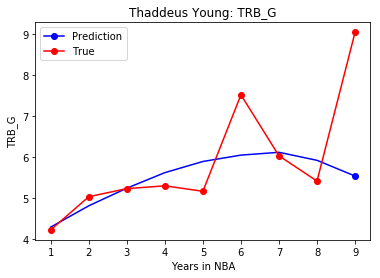 Thaddeus Young: TRB_G
Prediction
True
9
8
7
6
5
4
TRB_G
1 2 3 4 5 6 7 8 9
Years in NBA